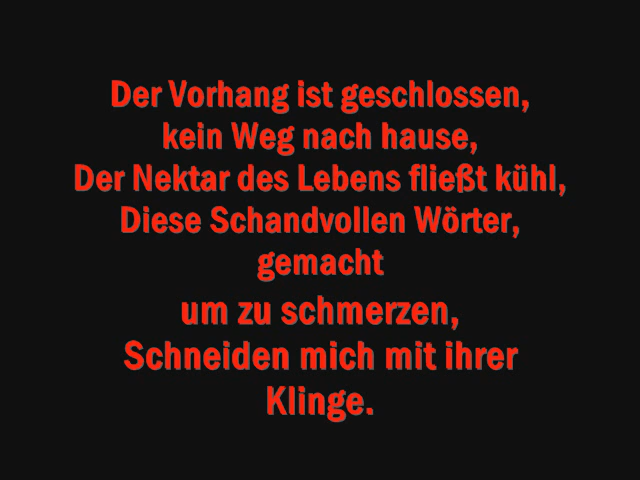 Der Vorhang ist geschlossen,
kein Weg nach hause,
Der Nektar des Lebens fließt kühl,
Diese Schandvollen Wörter,
gemacht
um zu schmerzen,
Schneiden mich mit ihrer
Klinge.